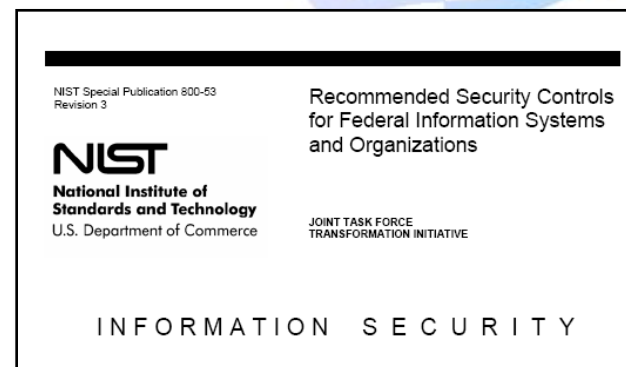 NIST Special Publication 800-53
Revision 3
Recommended Security Controls
for Federal Information Systems
and Organizations
NIST
National Institute of
Standards and Technology
U.S. Department of Commerce
JOINT TASK FORCE
TRANSFORMATION INITIATIVE
INFORMATION SECURITY